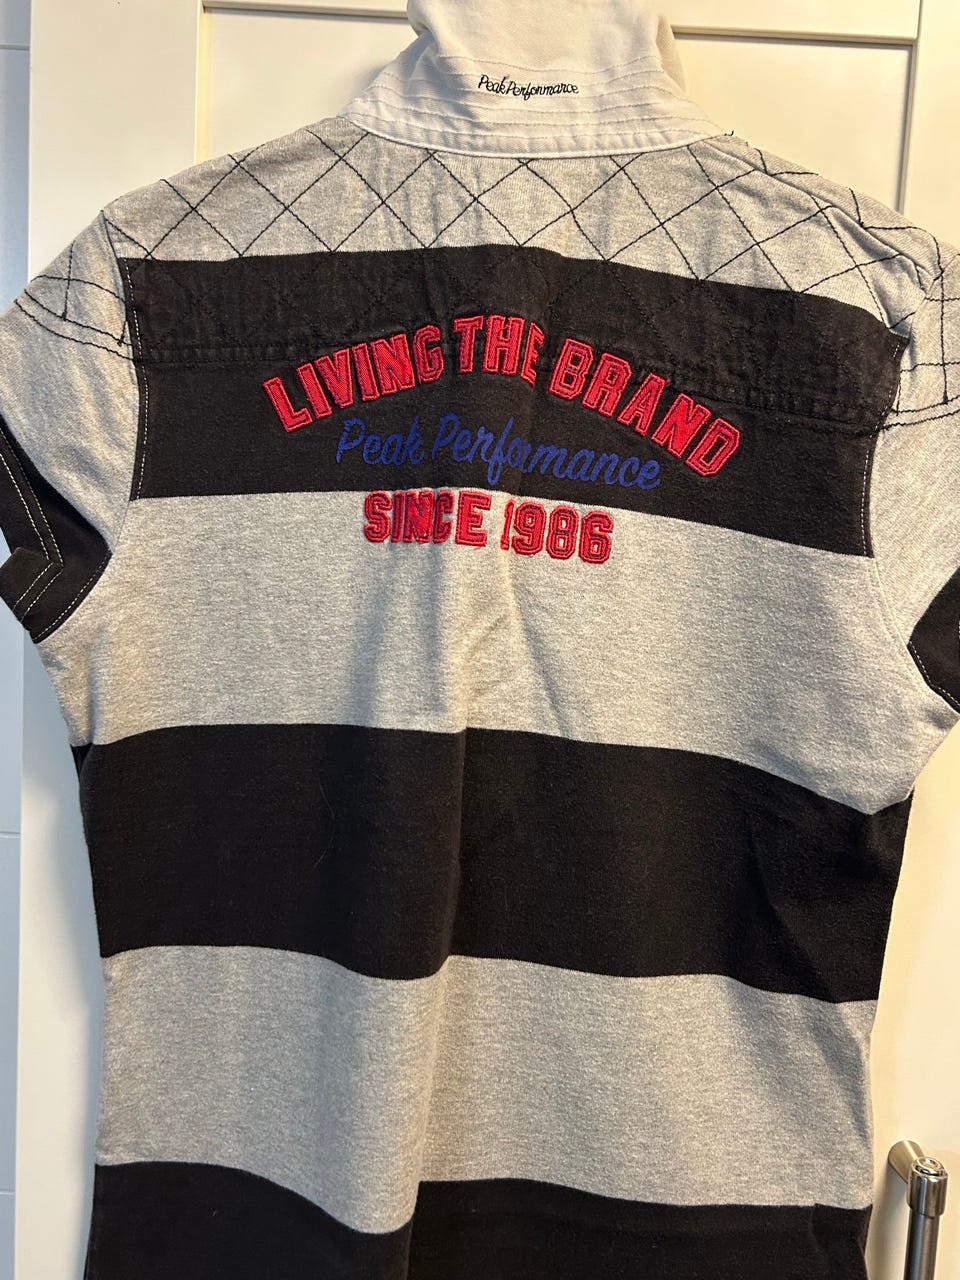 Peak Performance
LIVING THE BRAND
Peak Performance
SINCE 1986